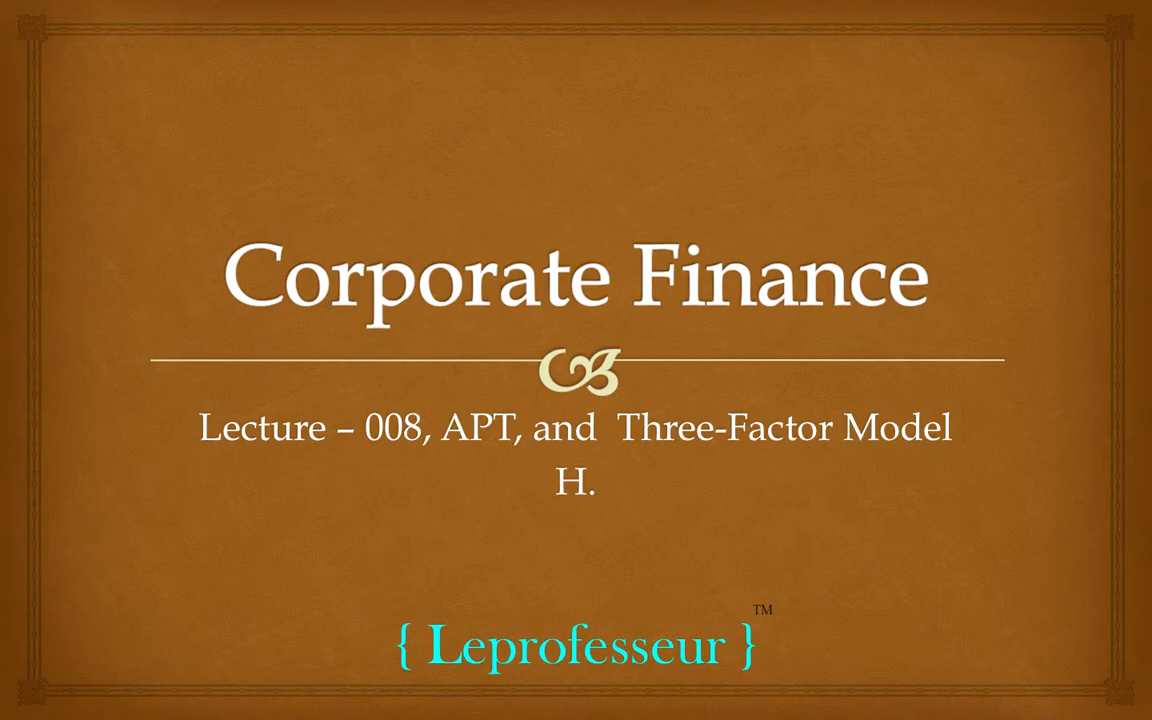 Corporate Finance
Lecture – 008, APT, and  Three-Factor Model
H.
{ Leprofesseur }™